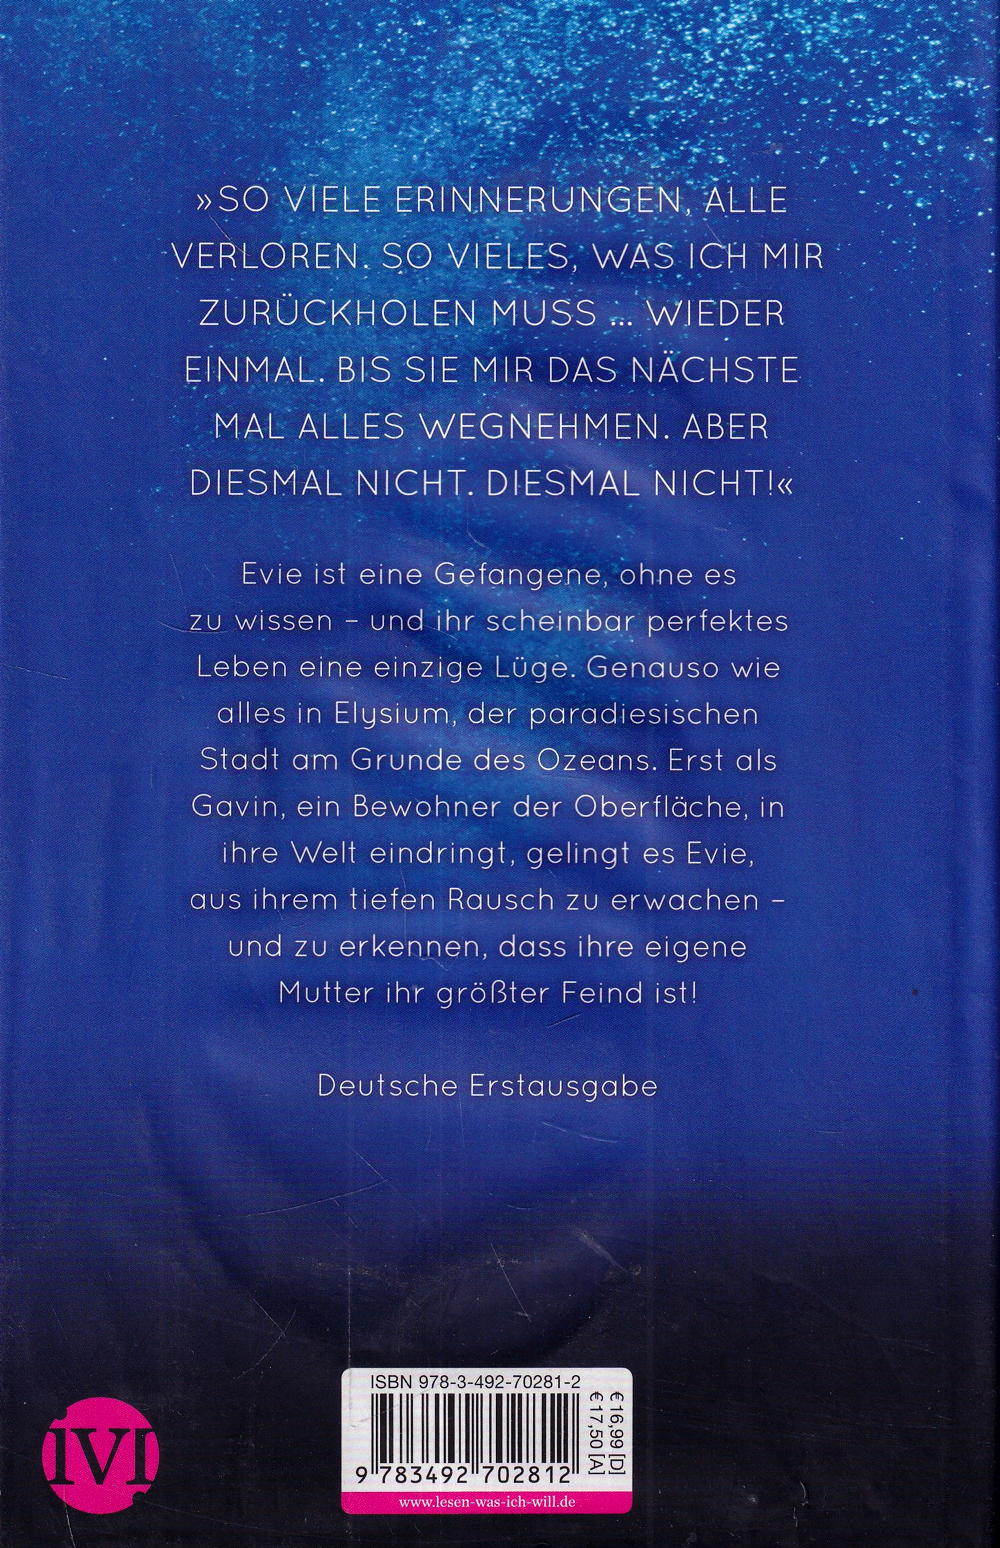 »SO VIELE ERINNERUNGEN, ALLE
VERLOREN. SO VIELES, WAS ICH MIR
ZURÜCKHOLEN MUSS ... WIEDER
EINMAL. BIS SIE MIR DAS NÄCHSTE
MAL ALLES WEGNEHMEN. ABER
DIESMAL NICHT. DIESMAL NICHT!«
Evie ist eine Gefangene, ohne es
zu wissen – und ihr scheinbar perfektes
Leben eine einzige Lüge. Genauso wie
alles in Elysium, der paradiesischen
Stadt am Grunde des Ozeans. Erst als
Gavin, ein Bewohner der Oberfläche, in
ihre Welt eindringt, gelingt es Evie,
aus ihrem tiefen Rausch zu erwachen –
und zu erkennen, dass ihre eigene
Mutter ihr größter Feind ist!
Deutsche Erstausgabe
IVI
ISBN 978-3-492-70281-2
€ 16,99 [D]
€ 17,50 [A]
9 783492 702812
www.lesen-was-ich-will.de